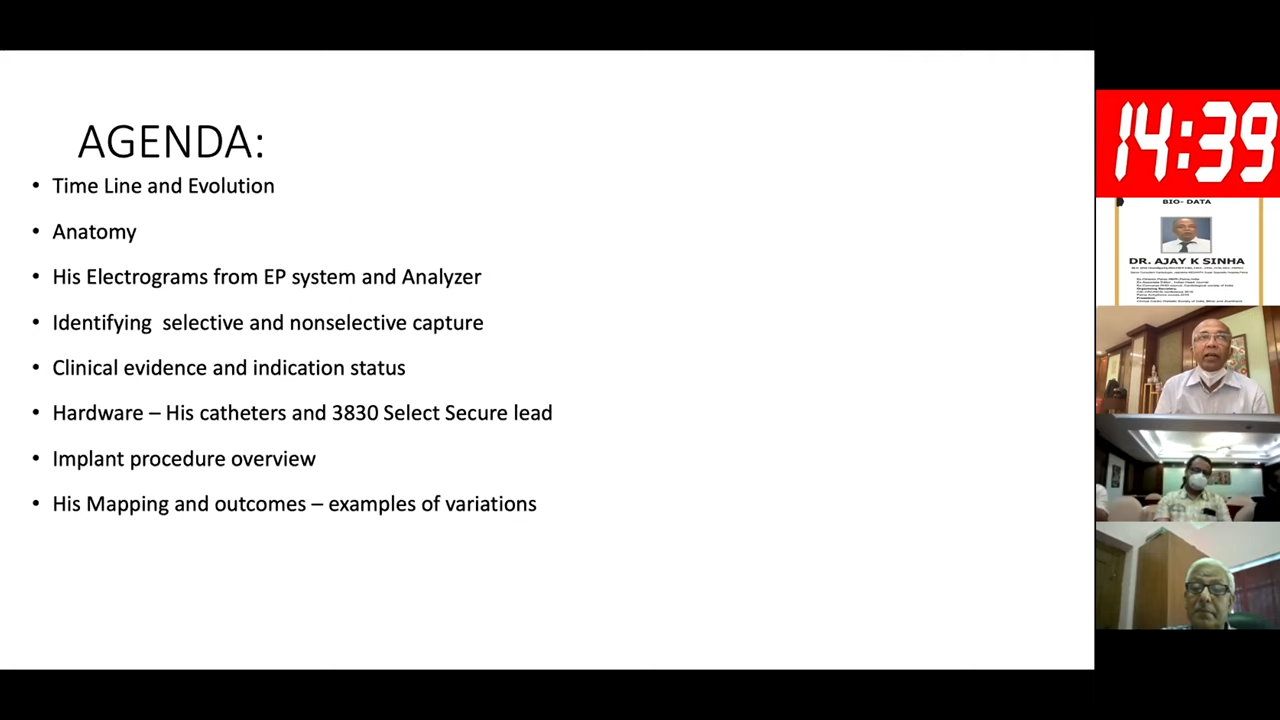 AGENDA:
• Time Line and Evolution
• Anatomy
• His Electrograms from EP system and Analyzer
• Identifying selective and nonselective capture
• Clinical evidence and indication status
• Hardware – His catheters and 3830 Select Secure lead
• Implant procedure overview
• His Mapping and outcomes – examples of variations
14:39
BIO- DATA
DR. AJAY K SINHA